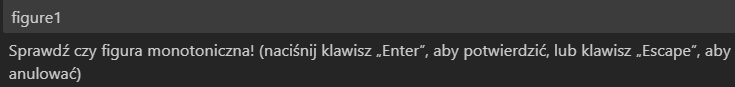 figure1
Sprawdź czy figura monotoniczna! (naciśnij klawisz „Enter”, aby potwierdzić, lub klawisz „Escape”, aby
anulować)